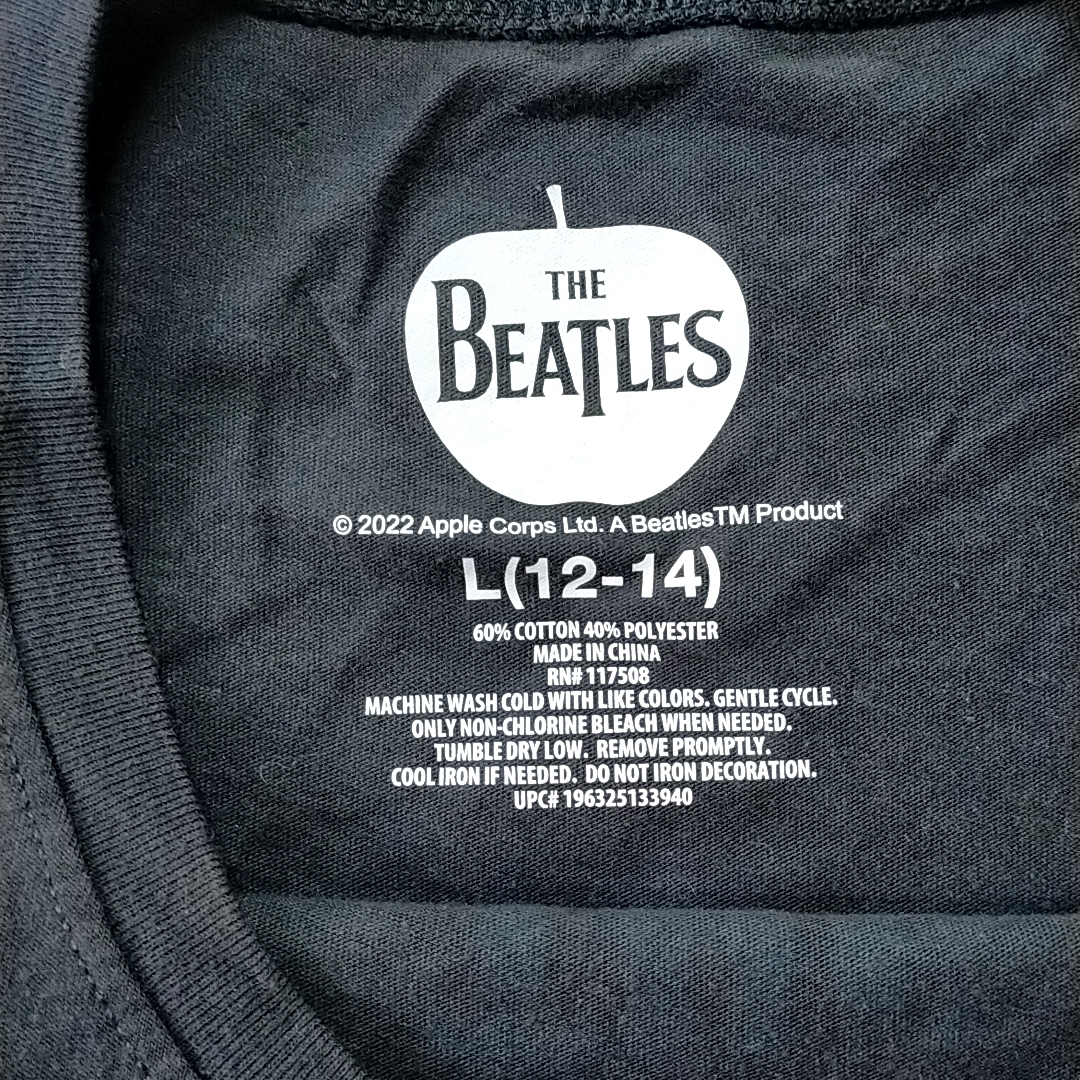 THE
BEATLES
© 2022 Apple Corps Ltd. A BeatlesTM Product
L(12-14)
60% COTTON 40% POLYESTER
MADE IN CHINA
RN# 117508
MACHINE WASH COLD WITH LIKE COLORS. GENTLE CYCLE.
ONLY NON-CHLORINE BLEACH WHEN NEEDED.
TUMBLE DRY LOW. REMOVE PROMPTLY.
COOL IRON IF NEEDED. DO NOT IRON DECORATION.
UPC# 196325133940